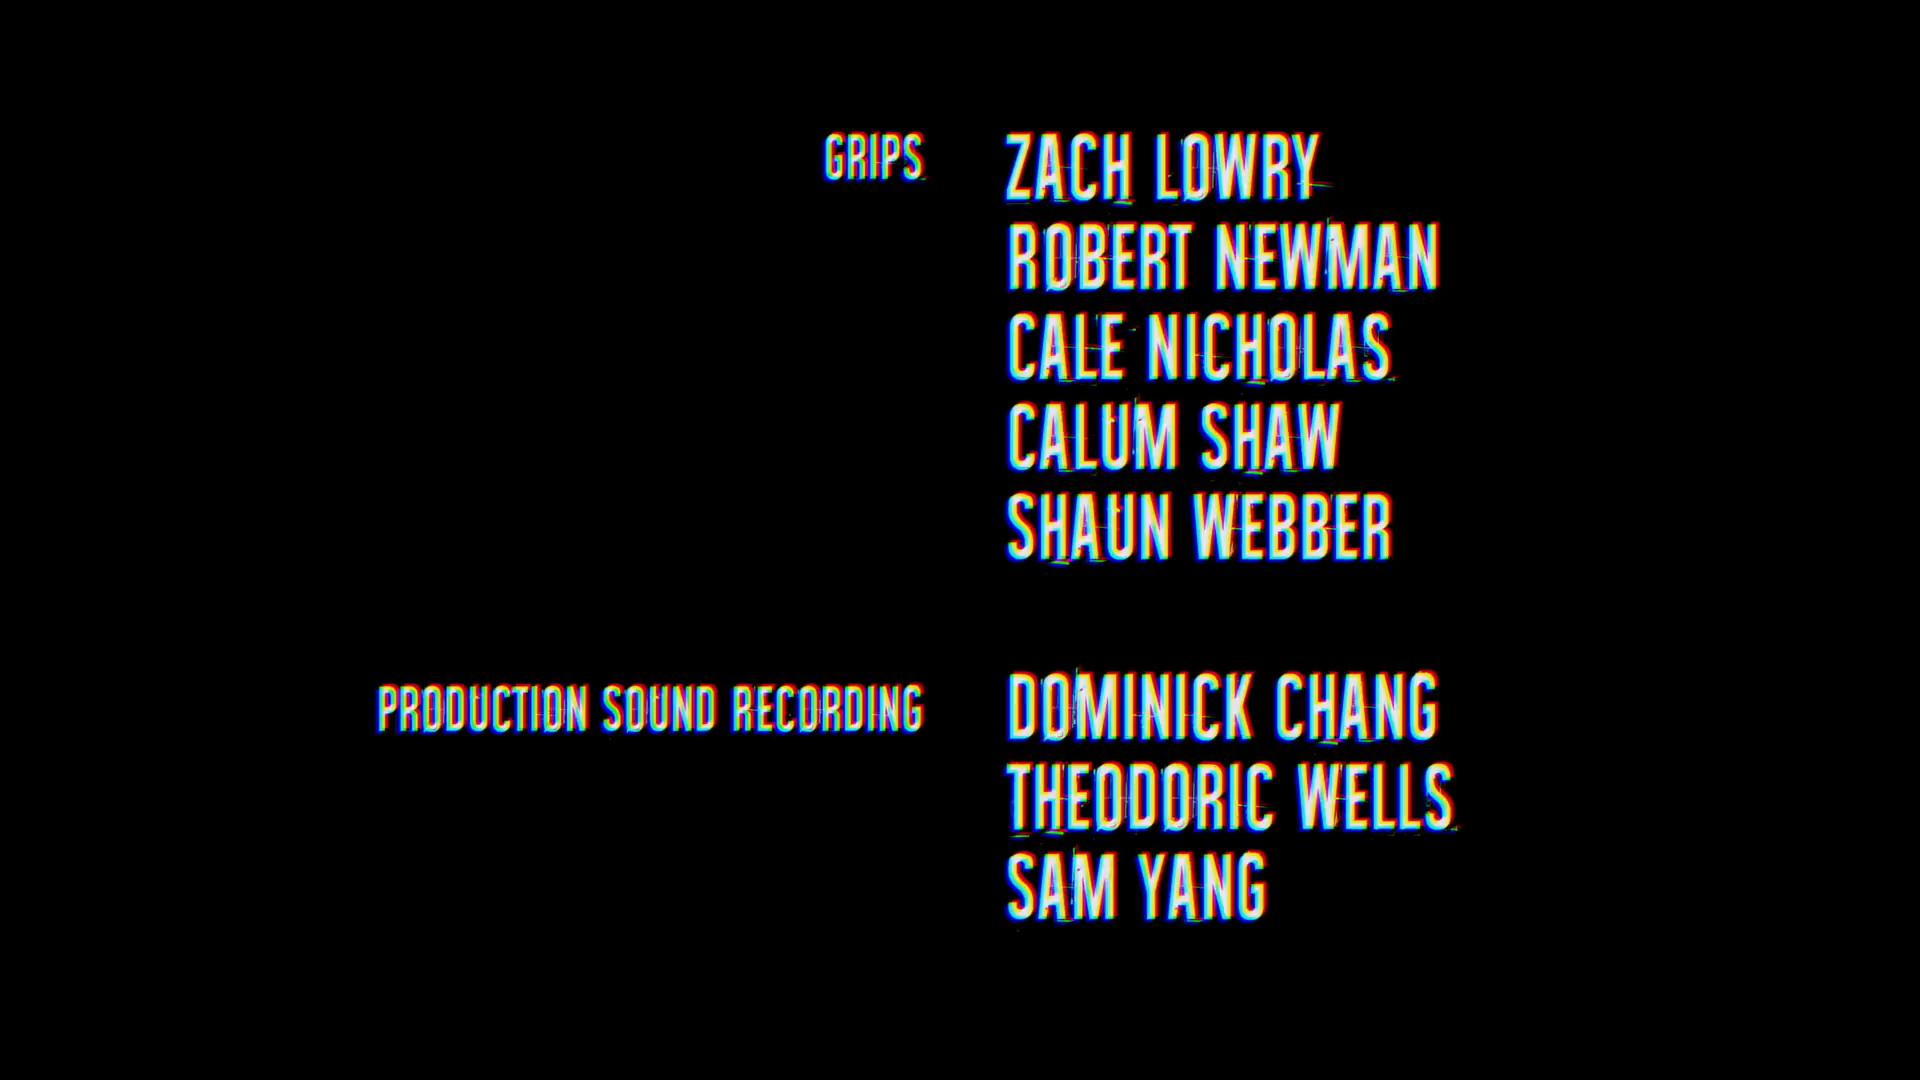 GRIPS ZACH LOWRY
ROBERT NEWMAN
CALE NICHOLAS
CALUM SHAW
SHAUN WEBBER
PRODUCTION SOUND RECORDING DOMINICK CHANG
THEODORIC WELLS
SAM YANG